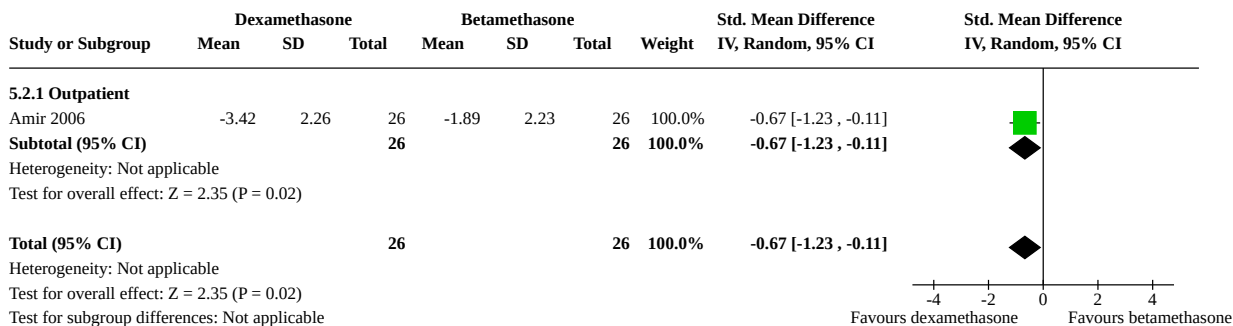 Dexamethasone Betamethasone Std. Mean Difference Std. Mean Difference
Study or Subgroup Mean SD Total Mean SD Total Weight IV, Random, 95% CI IV, Random, 95% CI
5.2.1 Outpatient
Amir 2006 -3.42 2.26 26 -1.89 2.23 26 100.0% -0.67 [-1.23 , -0.11]
Subtotal (95% CI) 26 26 100.0% -0.67 [-1.23 , -0.11]
Heterogeneity: Not applicable
Test for overall effect: Z = 2.35 (P = 0.02)
Total (95% CI) 26 26 100.0% -0.67 [-1.23 , -0.11]
Heterogeneity: Not applicable
Test for overall effect: Z = 2.35 (P = 0.02) -4 -2 0 2 4
Test for subgroup differences: Not applicable Favours dexamethasone Favours betamethasone